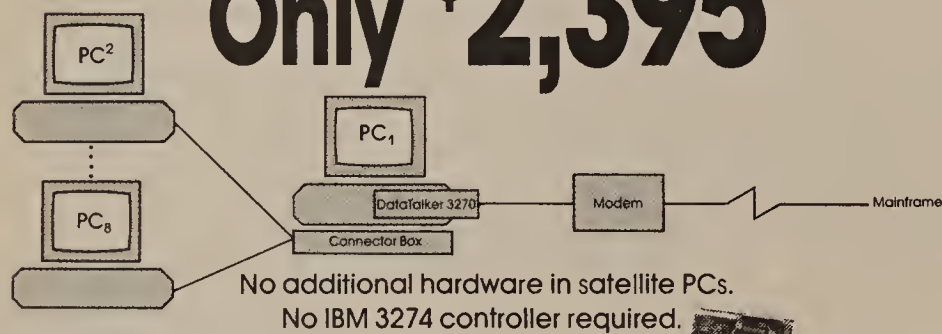 Only $2,395
PC²
PC₁
DataTalker 3270
Modem
Mainframe
PC₈
Connector Box
No additional hardware in satellite PCs.
No IBM 3274 controller required.